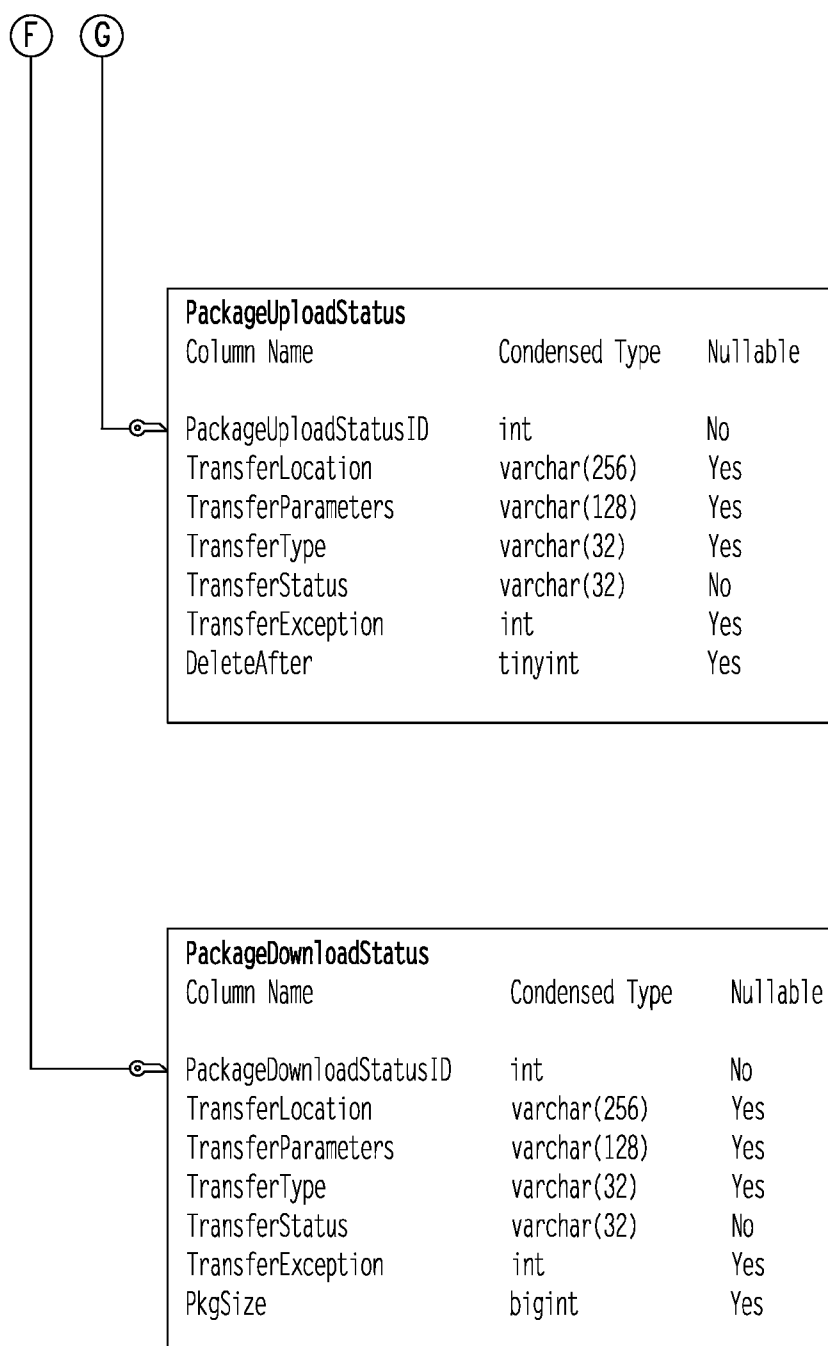 F G
PackageUploadStatus
Column Name Condensed Type Nullable
PackageUploadStatusID int No
TransferLocation varchar(256) Yes
TransferParameters varchar(128) Yes
TransferType varchar(32) Yes
TransferStatus varchar(32) No
TransferException int Yes
DeleteAfter tinyint Yes
PackageDownloadStatus
Column Name Condensed Type Nullable
PackageDownloadStatusID int No
TransferLocation varchar(256) Yes
TransferParameters varchar(128) Yes
TransferType varchar(32) Yes
TransferStatus varchar(32) No
TransferException int Yes
PkgSize bigint Yes